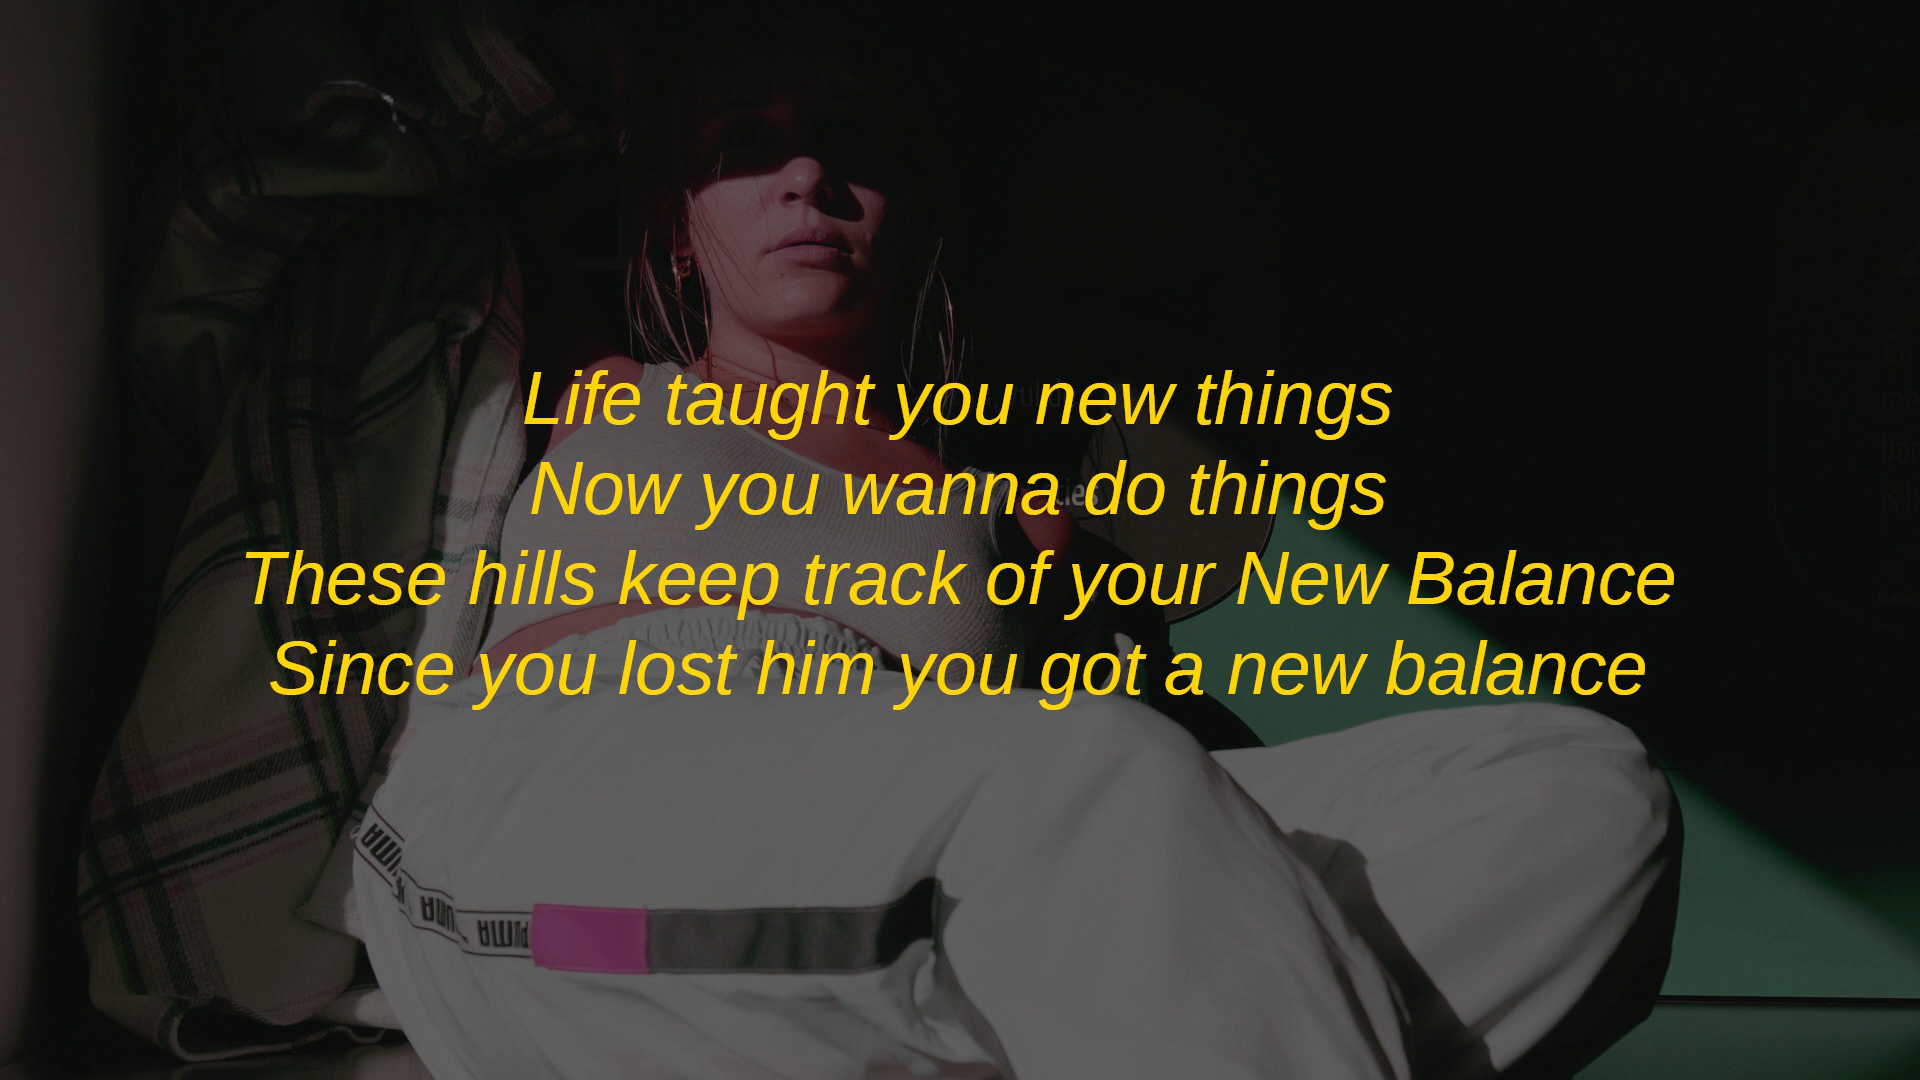 Life taught you new things
Now you wanna do things
These hills keep track of your New Balance
Since you lost him you got a new balance
PUMA